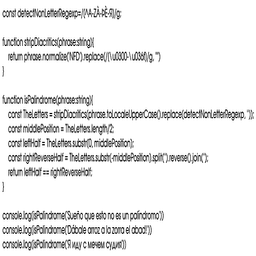 const detectNonLetterRegexp=/[^A-ZÀ-ÞЀ-Я]/g;
function stripDiacritics(phrase:string){
return phrase.normalize('NFD').replace(/[\u0300-\u036f]/g, "")
}
function isPalindrome(phrase:string){
const TheLetters = stripDiacritics(phrase.toLocaleUpperCase().replace(detectNonLetterRegexp, ''));
const middlePosition = TheLetters.length/2;
const leftHalf = TheLetters.substr(0, middlePosition);
const rightReverseHalf = TheLetters.substr(-middlePosition).split('').reverse().join('');
return leftHalf == rightReverseHalf;
}
console.log(isPalindrome('Sueño que esto no es un palíndromo'))
console.log(isPalindrome('Dábale arroz a la zorra el abad!'))
console.log(isPalindrome('Я иду с мечем судия'))